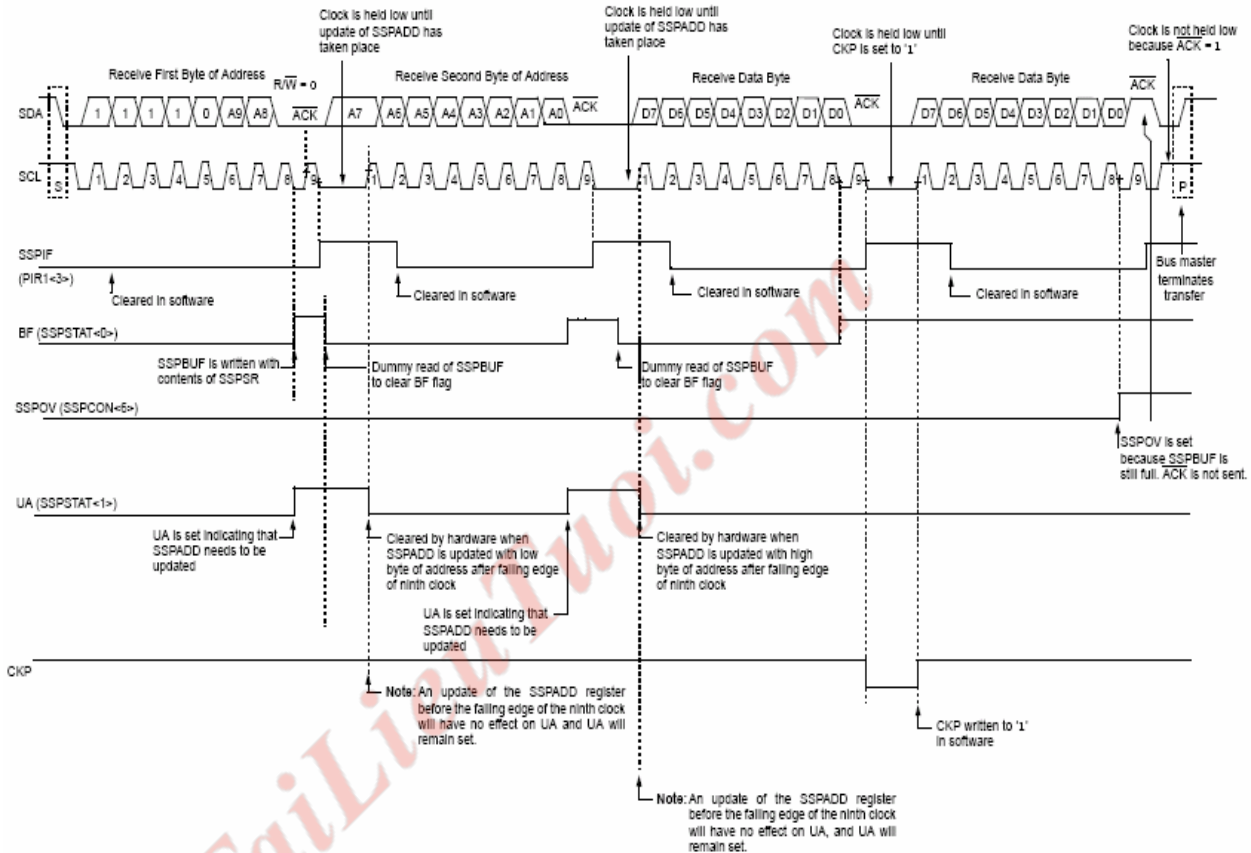 Clock is held low until
update of SSPADD has
taken place
Clock is held low until
update of SSPADD has
taken place
Clock is held low until
CKP is set to '1'
Clock is not held low
because ACK = 1
Receive First Byte of Address
R/W = 0
Receive Second Byte of Address
Receive Data Byte
Receive Data Byte
SDA
1 1 1 1 0 A9 A8
ACK
A7 A6 A5 A4 A3 A2 A1 A0
ACK
D7 D6 D5 D4 D3 D2 D1 D0
ACK
D7 D6 D5 D4 D3 D2 D1 D0
ACK
SCL
S
1 2 3 4 5 6 7 8 9
1 2 3 4 5 6 7 8 9
1 2 3 4 5 6 7 8 9
1 2 3 4 5 6 7 8 9
P
SSPIF
(PIR1<3>)
Cleared in software
Cleared in software
Cleared in software
Cleared in software
Bus master
terminates
transfer
BF (SSPSTAT<0>)
SSPBUF is written with
contents of SSPSR
Dummy read of SSPBUF
to clear BF flag
Dummy read of SSPBUF
to clear BF flag
SSPOV (SSPCON<6>)
SSPOV is set
because SSPBUF is
still full. ACK is not sent.
UA (SSPSTAT<1>)
UA is set indicating that
SSPADD needs to be
updated
Cleared by hardware when
SSPADD is updated with low
byte of address after falling edge
of ninth clock
UA is set indicating that
SSPADD needs to be
updated
Cleared by hardware when
SSPADD is updated with high
byte of address after falling edge
of ninth clock
CKP
Note: An update of the SSPADD register
before the falling edge of the ninth clock
will have no effect on UA and UA will
remain set.
CKP written to '1'
in software
Note: An update of the SSPADD register
before the falling edge of the ninth clock
will have no effect on UA, and UA will
remain set.
TaiLieuTuoi.com